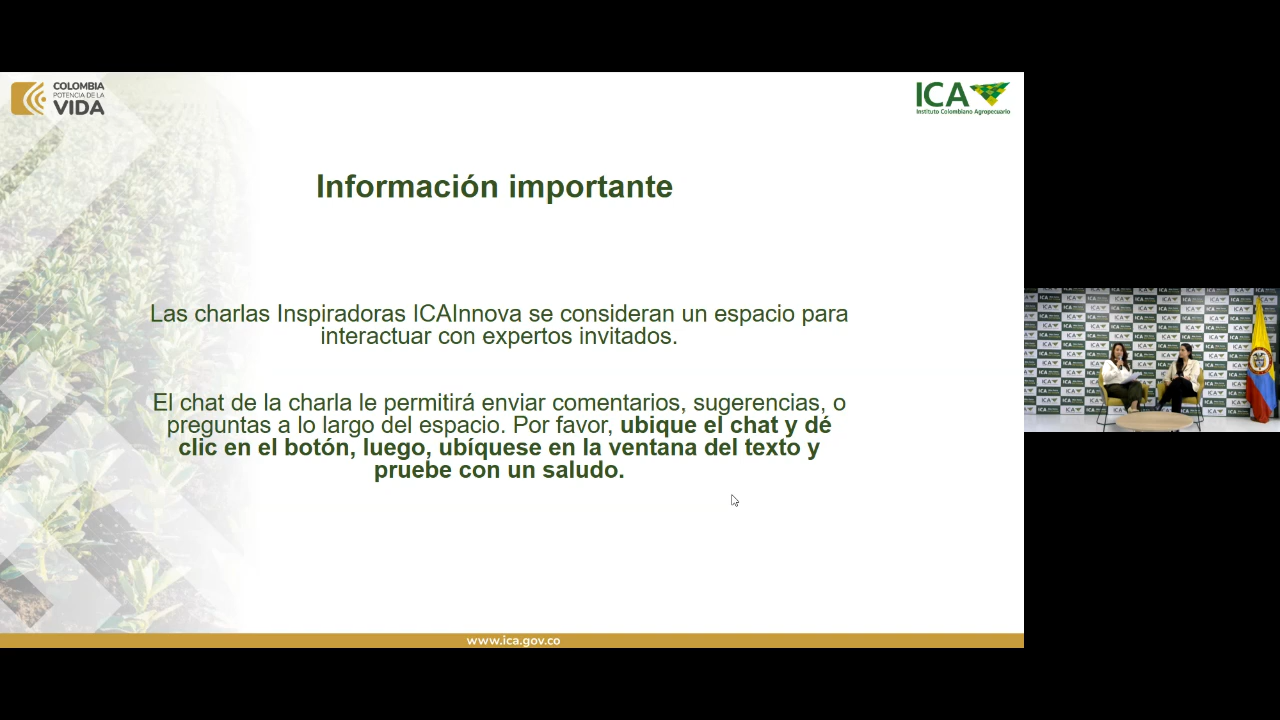 COLOMBIA
POTENCIA DE LA
VIDA
ICA
Instituto Colombiano Agropecuario
Información importante
Las charlas Inspiradoras ICAInnova se consideran un espacio para
interactuar con expertos invitados.
El chat de la charla le permitirá enviar comentarios, sugerencias, o
preguntas a lo largo del espacio. Por favor, ubique el chat y dé
clic en el botón, luego, ubíquese en la ventana del texto y
pruebe con un saludo.
www.ica.gov.co